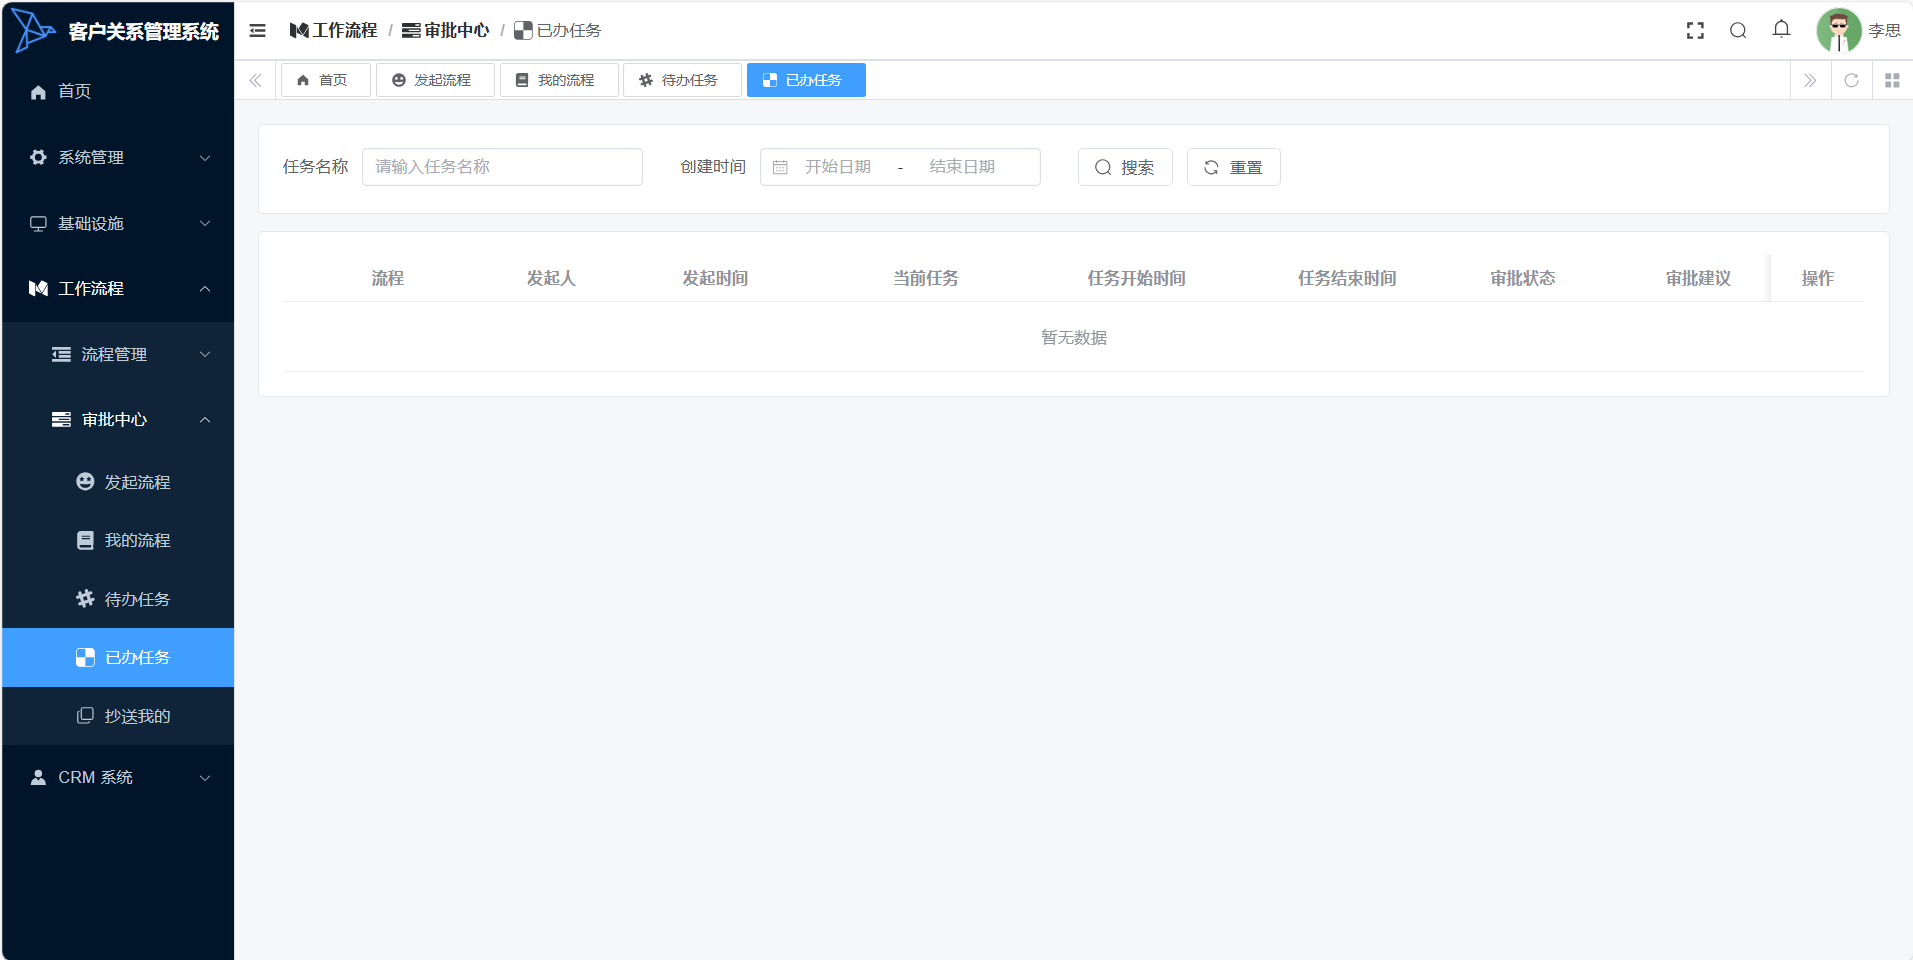 客户关系管理系统
工作流程 / 审批中心 / 已办任务
李思
首页
发起流程
我的流程
待办任务
已办任务
首页
系统管理
基础设施
工作流程
流程管理
审批中心
发起流程
我的流程
待办任务
已办任务
抄送我的
CRM 系统
任务名称 请输入任务名称 创建时间 开始日期 - 结束日期 搜索 重置
流程 发起人 发起时间 当前任务 任务开始时间 任务结束时间 审批状态 审批建议 操作
暂无数据